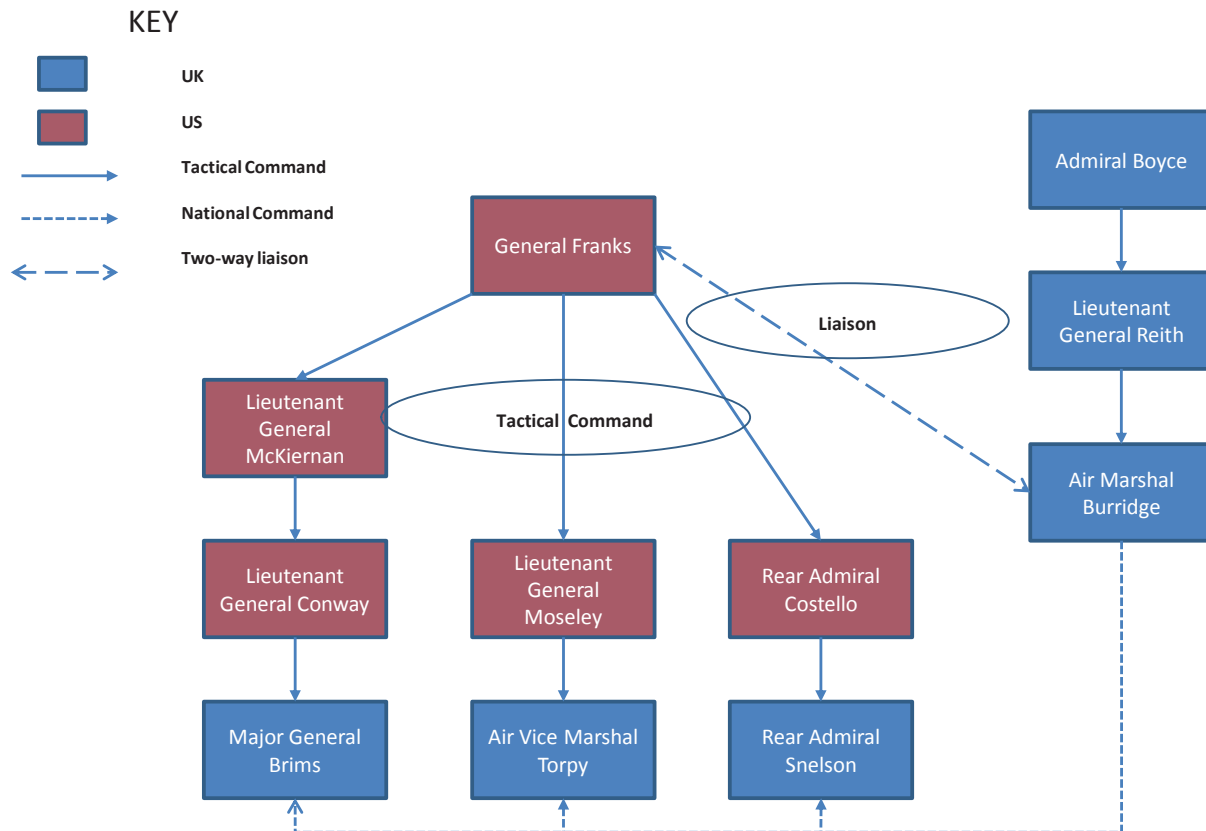 KEY
UK
US
Tactical Command
National Command
Two-way liaison
Admiral Boyce
General Franks
Lieutenant
General Reith
Liaison
Lieutenant
General
McKiernan
Tactical Command
Air Marshal
Burridge
Lieutenant
General Conway
Lieutenant
General
Moseley
Rear Admiral
Costello
Major General
Brims
Air Vice Marshal
Torpy
Rear Admiral
Snelson